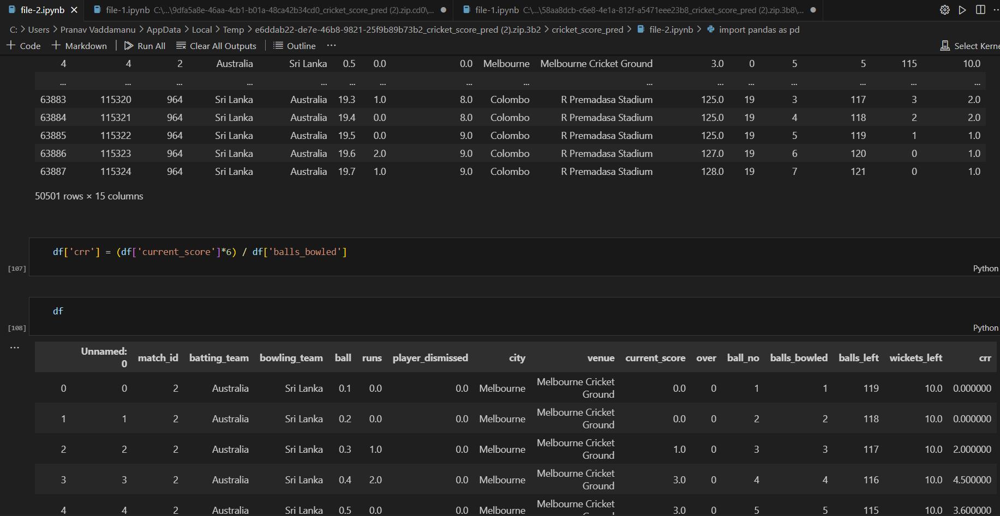 file-2.ipynb file-1.ipynb C:\...\9dfa5a8e-46aa-4cb1-b01a-48ca42b34cd0_cricket_score_pred (2).zip.cd0\... file-1.ipynb C:\...\58aa8dcb-c6e8-4e1a-812f-a5471eee23b8_cricket_score_pred (2).zip.3b8\...
C: > Users > Pranav Vaddamanu > AppData > Local > Temp > e6ddab22-de7e-46b8-9821-25f9b89b73b2_cricket_score_pred (2).zip.3b2 > cricket_score_pred > file-2.ipynb > import pandas as pd
+ Code + Markdown | Run All Clear All Outputs | Outline ... Select Kerne
4 4 2 Australia Sri Lanka 0.5 0.0 0.0 Melbourne Melbourne Cricket Ground 3.0 0 5 5 115 10.0
... ... ... ... ... ... ... ... ... ... ... ... ... ... ... ...
63883 115320 964 Sri Lanka Australia 19.3 1.0 8.0 Colombo R Premadasa Stadium 125.0 19 3 117 3 2.0
63884 115321 964 Sri Lanka Australia 19.4 0.0 8.0 Colombo R Premadasa Stadium 125.0 19 4 118 2 2.0
63885 115322 964 Sri Lanka Australia 19.5 0.0 9.0 Colombo R Premadasa Stadium 125.0 19 5 119 1 1.0
63886 115323 964 Sri Lanka Australia 19.6 2.0 9.0 Colombo R Premadasa Stadium 127.0 19 6 120 0 1.0
63887 115324 964 Sri Lanka Australia 19.7 1.0 9.0 Colombo R Premadasa Stadium 128.0 19 7 121 0 1.0
50501 rows × 15 columns
df['crr'] = (df['current_score']*6) / df['balls_bowled']
[107] Python
df
[108] Python
...
Unnamed: 0 match_id batting_team bowling_team ball runs player_dismissed city venue current_score over ball_no balls_bowled balls_left wickets_left crr
0 0 2 Australia Sri Lanka 0.1 0.0 0.0 Melbourne Melbourne Cricket Ground 0.0 0 1 1 119 10.0 0.000000
1 1 2 Australia Sri Lanka 0.2 0.0 0.0 Melbourne Melbourne Cricket Ground 0.0 0 2 2 118 10.0 0.000000
2 2 2 Australia Sri Lanka 0.3 1.0 0.0 Melbourne Melbourne Cricket Ground 1.0 0 3 3 117 10.0 2.000000
3 3 2 Australia Sri Lanka 0.4 2.0 0.0 Melbourne Melbourne Cricket Ground 3.0 0 4 4 116 10.0 4.500000
4 4 2 Australia Sri Lanka 0.5 0.0 0.0 Melbourne Melbourne Cricket 3.0 0 5 5 115 10.0 3.600000